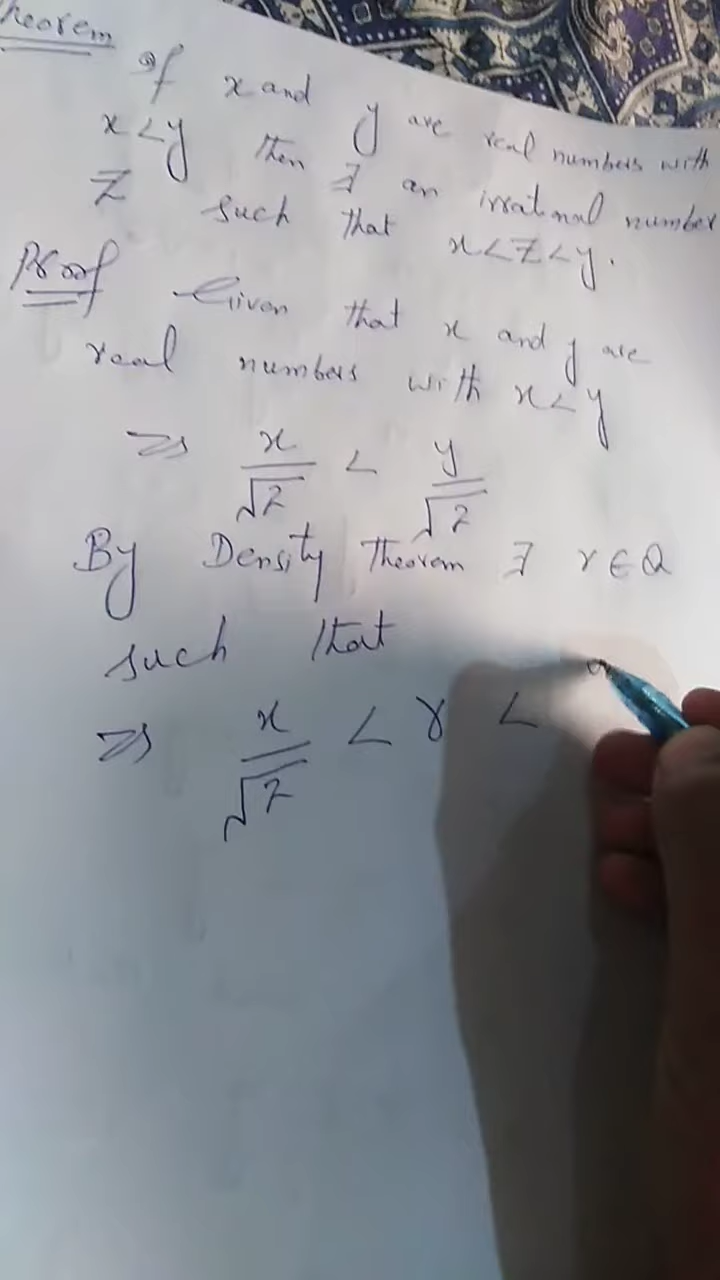 Theorem
If x and y are real numbers with
x < y then ∃ an irrational number
z such that x < z < y.
Proof Given that x and y are
real numbers with x < y
⇒ x/√2 < y/√2
By Density Theorem ∃ r ∈ Q
such that
⇒ x/√2 < r <